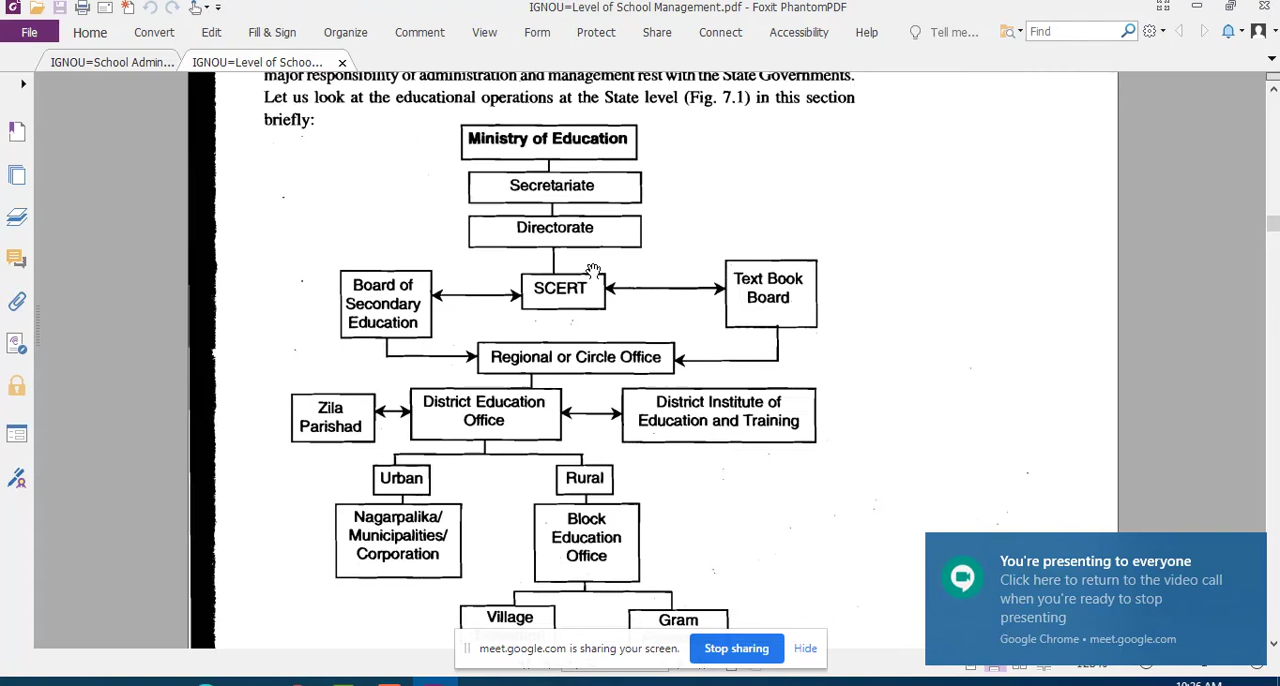 IGNOU=Level of School Management.pdf - Foxit PhantomPDF
File Home Convert Edit Fill & Sign Organize Comment View Form Protect Share Connect Accessibility Help Tell me... Find
IGNOU=School Admin... IGNOU=Level of Schoo...
major responsibility of administration and management rest with the State Governments.
Let us look at the educational operations at the State level (Fig. 7.1) in this section
briefly:
Ministry of Education
Secretariate
Directorate
Board of
Secondary
Education
SCERT
Text Book
Board
Regional or Circle Office
Zila
Parishad
District Education
Office
District Institute of
Education and Training
Urban
Rural
Nagarpalika/
Municipalities/
Corporation
Block
Education
Office
Village
Gram
You're presenting to everyone
Click here to return to the video call
when you're ready to stop
presenting
Google Chrome • meet.google.com
meet.google.com is sharing your screen.
Stop sharing
Hide